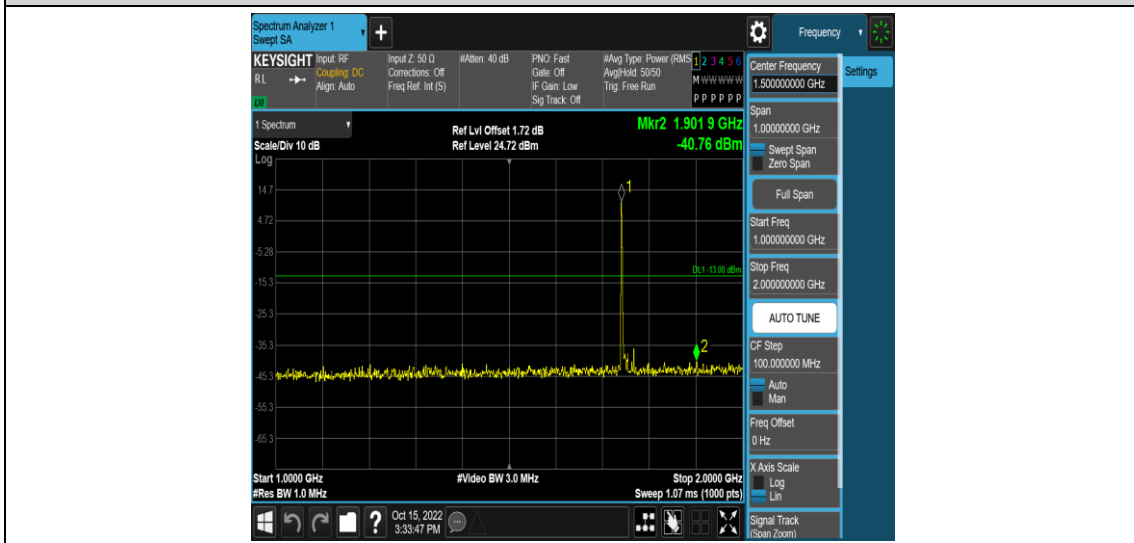 Spectrum Analyzer 1
Swept SA
Frequency
KEYSIGHT
RL
LNI
Input: RF
Coupling: DC
Align: Auto
Input Z: 50 Ω
Corrections: Off
Freq Ref: Int (S)
#Atten: 40 dB
PNO: Fast
Gate: Off
IF Gain: Low
Sig Track: Off
#Avg Type: Power (RMS
Avg|Hold: 50/50
Trig: Free Run
1 2 3 4 5 6
M W W W W W
P P P P P P
1 Spectrum
Scale/Div 10 dB
Log
Ref Lvl Offset 1.72 dB
Ref Level 24.72 dBm
Mkr2 1.901 9 GHz
-40.76 dBm
14.7
4.72
-5.28
-15.3
-25.3
-35.3
-45.3
-55.3
-65.3
1
DL1 -13.00 dBm
2
Start 1.0000 GHz
#Res BW 1.0 MHz
#Video BW 3.0 MHz
Stop 2.0000 GHz
Sweep 1.07 ms (1000 pts)
Center Frequency
1.500000000 GHz
Settings
Span
1.00000000 GHz
Swept Span
Zero Span
Full Span
Start Freq
1.000000000 GHz
Stop Freq
2.000000000 GHz
AUTO TUNE
CF Step
100.000000 MHz
Auto
Man
Freq Offset
0 Hz
X Axis Scale
Log
Lin
Signal Track
(Span Zoom)
?
Oct 15, 2022
3:33:47 PM